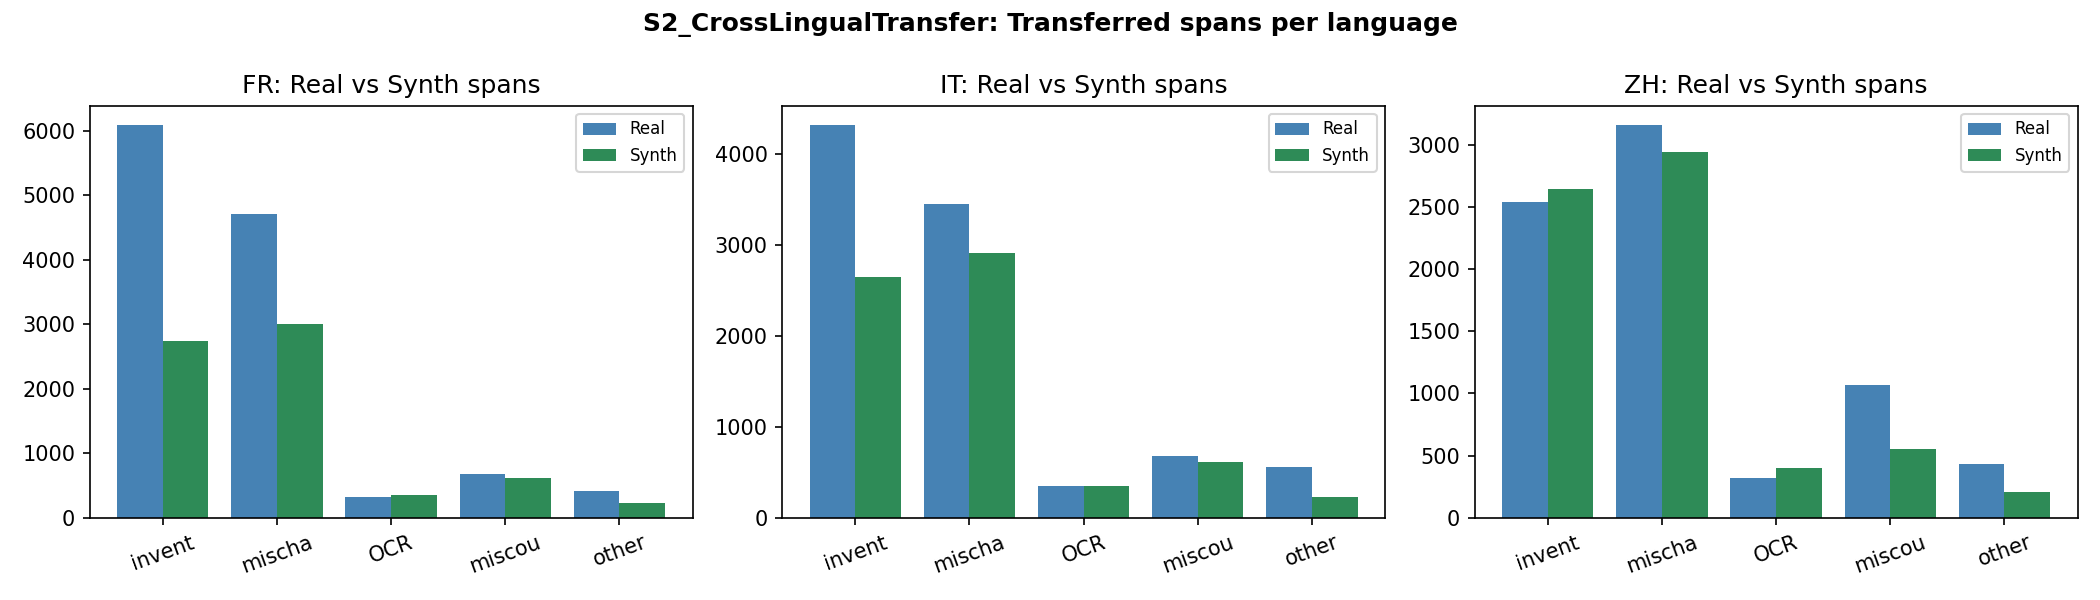 S2_CrossLingualTransfer: Transferred spans per language
FR: Real vs Synth spans
6000
5000
4000
3000
2000
1000
0
Real
Synth
invent
mischa
OCR
miscou
other
IT: Real vs Synth spans
4000
3000
2000
1000
0
Real
Synth
invent
mischa
OCR
miscou
other
ZH: Real vs Synth spans
3000
2500
2000
1500
1000
500
0
Real
Synth
invent
mischa
OCR
miscou
other